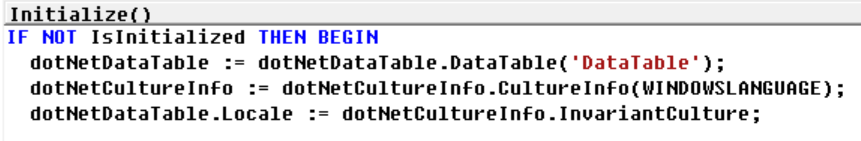 Initialize()
IF NOT IsInitialized THEN BEGIN
  dotNetDataTable := dotNetDataTable.DataTable('DataTable');
  dotNetCultureInfo := dotNetCultureInfo.CultureInfo(WINDOWSLANGUAGE);
  dotNetDataTable.Locale := dotNetCultureInfo.InvariantCulture;